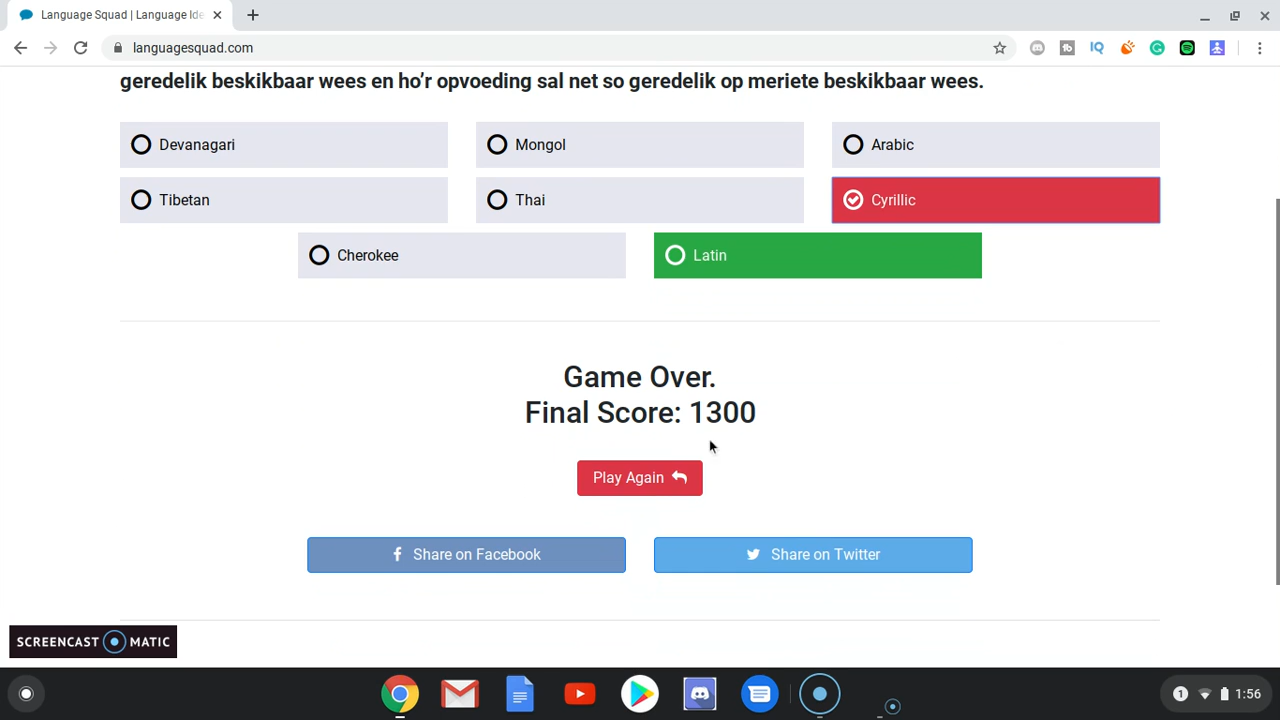 Language Squad | Language Ide
languagesquad.com
geredelik beskikbaar wees en ho’r opvoeding sal net so geredelik op meriete beskikbaar wees.
Devanagari
Mongol
Arabic
Tibetan
Thai
Cyrillic
Cherokee
Latin
Game Over.
Final Score: 1300
Play Again
Share on Facebook
Share on Twitter
SCREENCAST MATIC
1 1:56